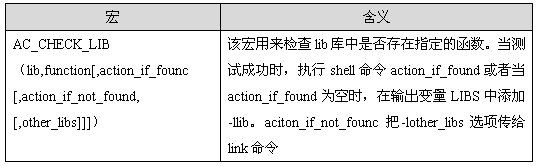 宏
含义
AC_CHECK_LIB
（lib,function[,action_if_founc
[,action_if_not_found,
[,other_libs]]]）
该宏用来检查lib库中是否存在指定的函数。当测
试成功时，执行 shell 命令 action_if_found 或者当
action_if_found 为空时，在输出变量 LIBS 中添加
-llib。aciton_if_not_founc 把-lother_libs 选项传给
link 命令